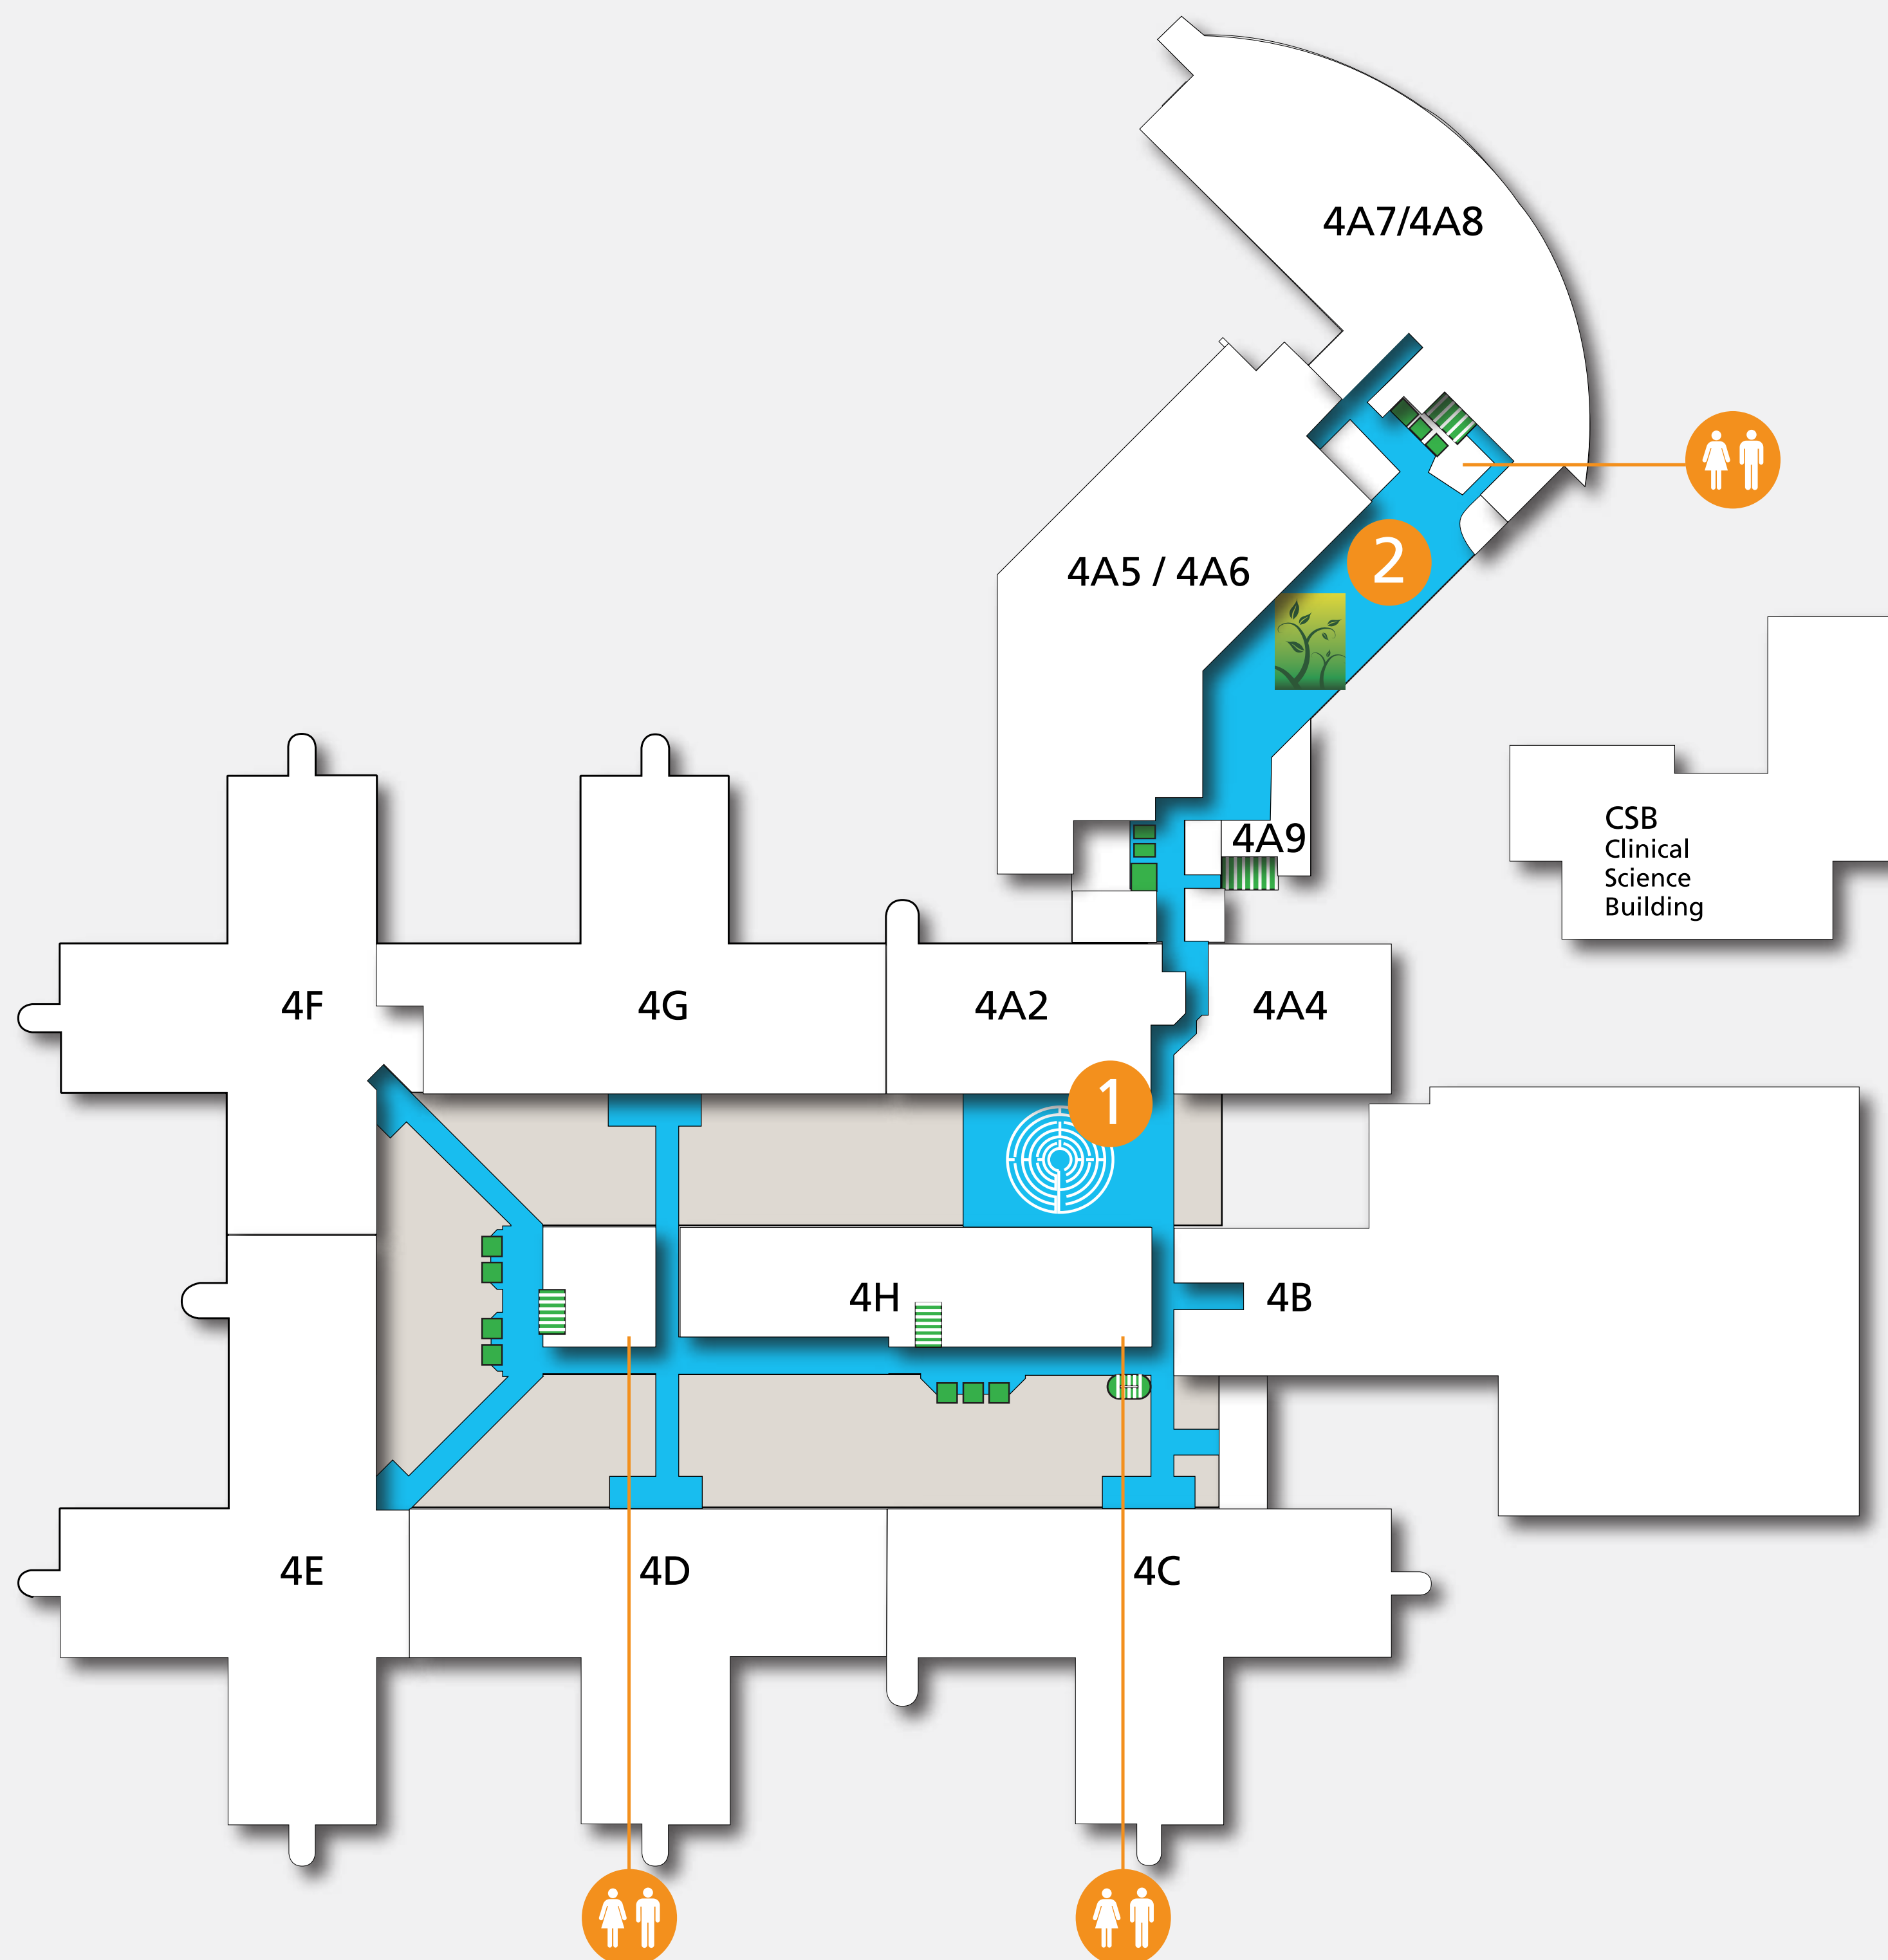 4A7/4A8
2
4A5 / 4A6
CSB
Clinical
Science
Building
4A9
4F
4G
4A2
4A4
1
4H
4B
4E
4D
4C